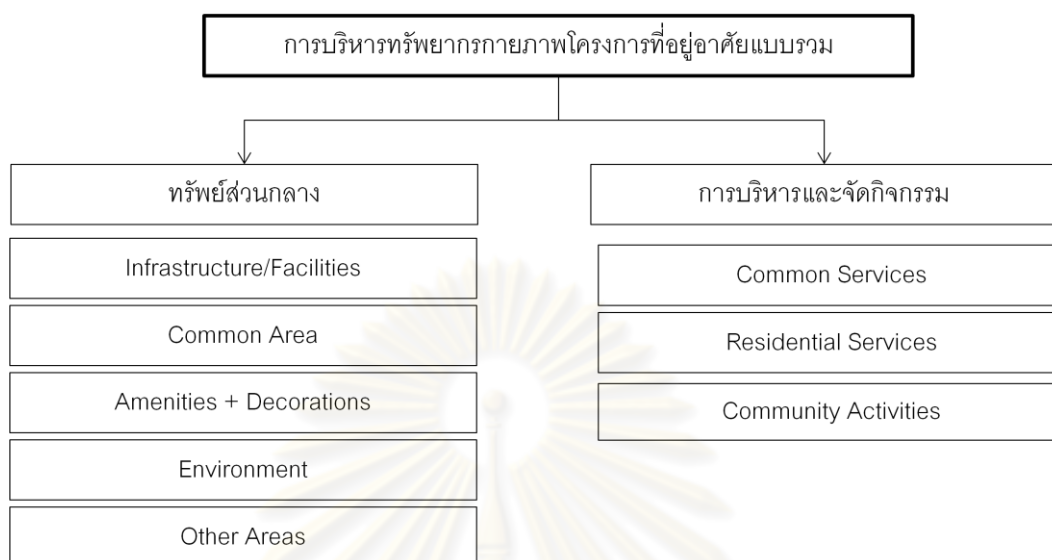 การบริหารทรัพยากรกายภาพโครงการที่อยู่อาศัยแบบรวม
ทรัพย์ส่วนกลาง
Infrastructure/Facilities
Common Area
Amenities + Decorations
Environment
Other Areas
การบริหารและจัดกิจกรรม
Common Services
Residential Services
Community Activities